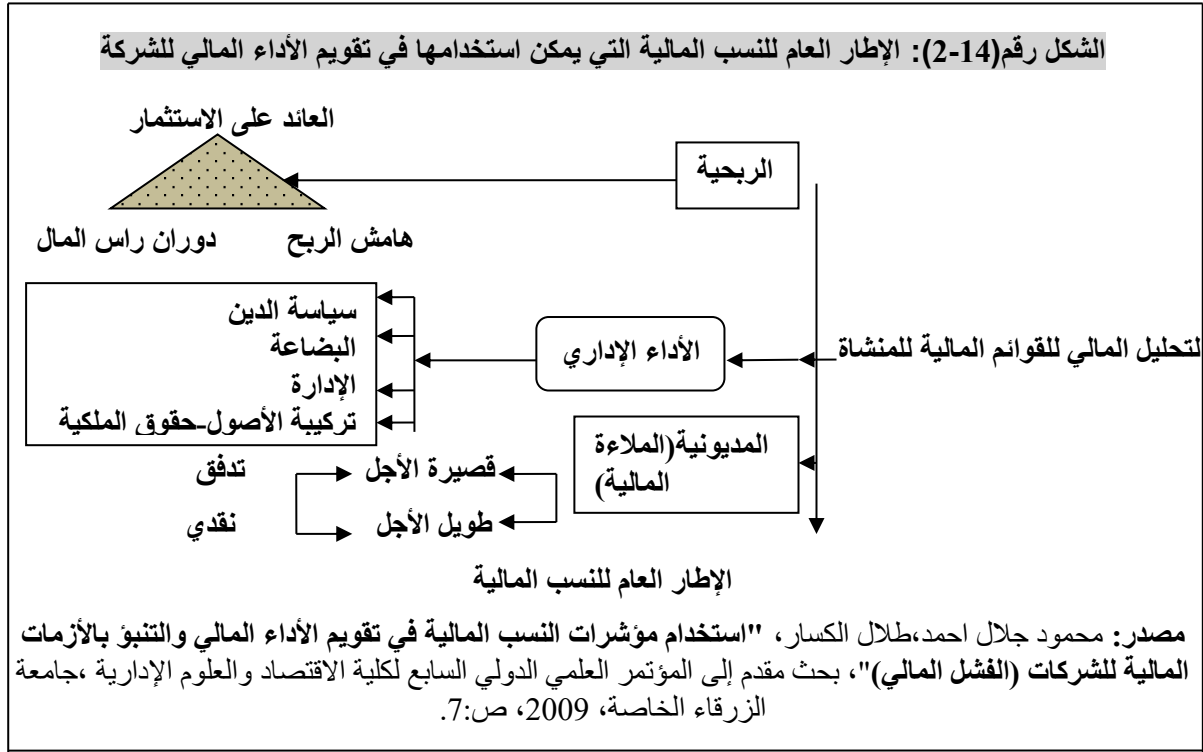 الشكل رقم(14-2): الإطار العام للنسب المالية التي يمكن استخدامها في تقويم الأداء المالي للشركة
العائد على الاستثمار
الربحية
هامش الربح
دوران راس المال
سياسة الدين
البضاعة
الإدارة
تركيبة الأصول-حقوق الملكية
الأداء الإداري
لتحليل المالي للقوائم المالية للمنشاة
المديونية(الملاءة
المالية)
قصيرة الأجل
تدفق
طويل الأجل
نقدي
الإطار العام للنسب المالية
مصدر: محمود جلال احمد،طلال الكسار، "استخدام مؤشرات النسب المالية في تقويم الأداء المالي والتنبؤ بالأزمات
المالية للشركات (الفشل المالي)"، بحث مقدم إلى المؤتمر العلمي الدولي السابع لكلية الاقتصاد والعلوم الإدارية ،جامعة
الزرقاء الخاصة، 2009، ص:7.